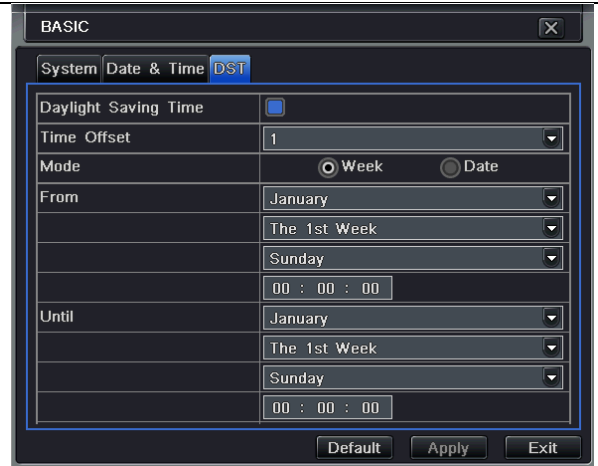 BASIC
System Date & Time DST
Daylight Saving Time
Time Offset 1
Mode Week Date
From January
The 1st Week
Sunday
00 : 00 : 00
Until January
The 1st Week
Sunday
00 : 00 : 00
Default Apply Exit